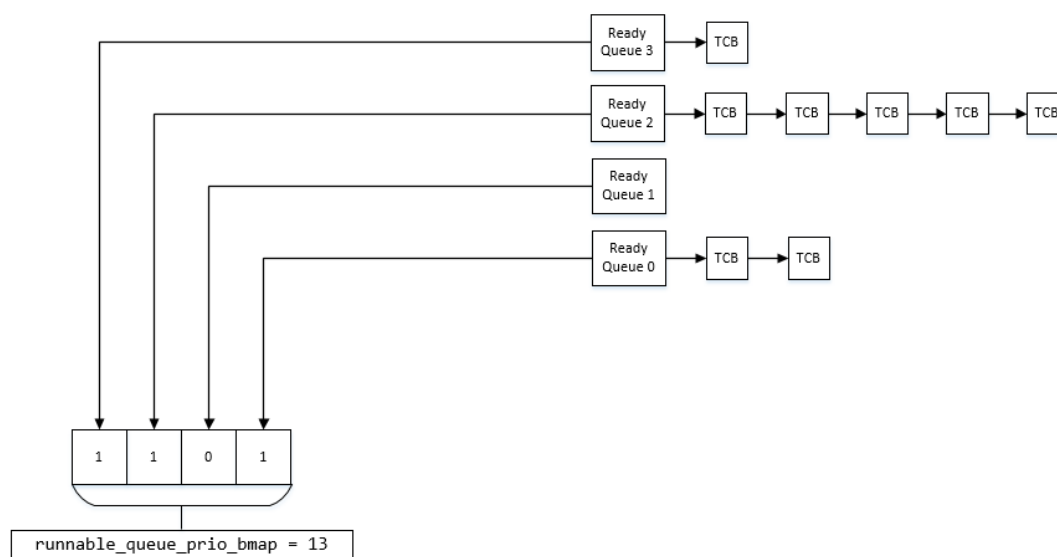 Ready
Queue 3
TCB
Ready
Queue 2
TCB
TCB
TCB
TCB
TCB
Ready
Queue 1
Ready
Queue 0
TCB
TCB
1
1
0
1
runnable_queue_prio_bmap = 13